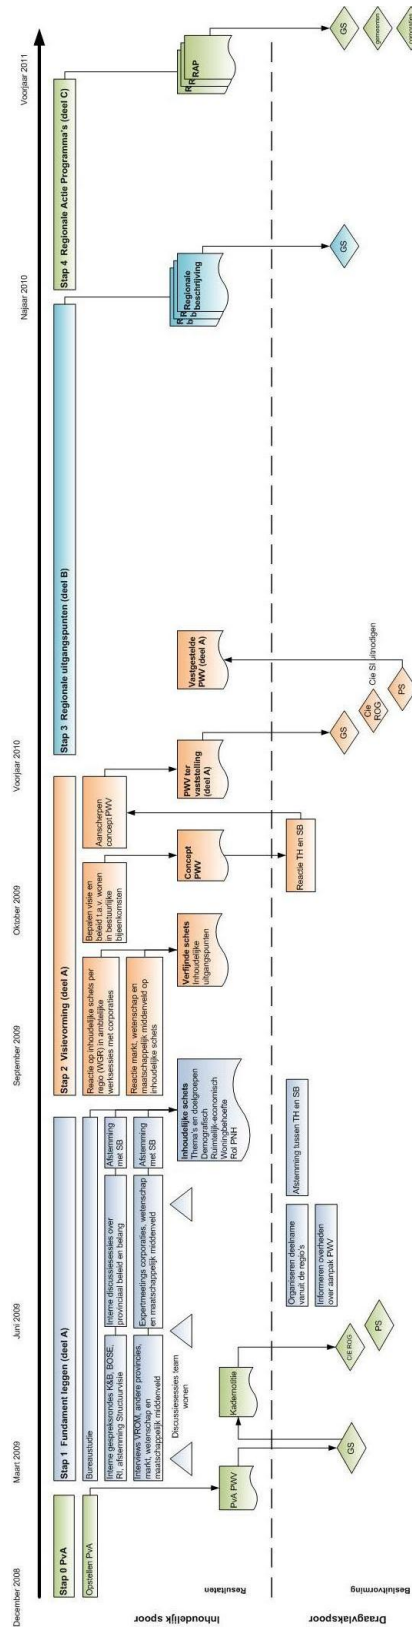 December 2008
Maart 2009
Juni 2009
September 2009
Oktober 2009
Voorjaar 2010
Najaar 2010
Voorjaar 2011
Stap 0 PvA
Opstellen PvA
Stap 1 Fundament leggen (deel A)
Bureaustudie
Interne gespreksrondes K&B, BOSE,
RI, afstemming Structuurvisie
Interne discussiesessies over
provinciaal beleid en belang
Afstemming
met SB
Interviews VROM, andere provincies,
markt, wetenschap en
maatschappelijk middenveld
Expertmeetings corporaties, wetenschap
en maatschappelijk middenveld
Afstemming
met SB
Discussiesessies team
wonen
Stap 2 Visievorming (deel A)
Reactie op inhoudelijke schets per
regio (WGR) in ambtelijke
werksessies met corporaties
Reactie markt, wetenschap en
maatschappelijk middenveld op
inhoudelijke schets
Bepalen visie en
beleid t.a.v. wonen
in bestuurlijke
bijeenkomsten
Aanscherpen
concept PWV
Stap 3 Regionale uitgangspunten (deel B)
Stap 4 Regionale Actie Programma's (deel C)
Inhoudelijk spoor
Resultaten
PvA PWV
Kadernotitie
Inhoudelijke schets
Thema's en doelgroepen
Demografisch
Ruimtelijk-economisch
Woningbehoefte
Rol PNH
Verfijnde schets
Inhoudelijke
uitgangspunten
Concept
PWV
PWV ter
vaststelling
(deel A)
Vastgestelde
PWV (deel A)
R
R Regionale
b beschrijving
b
R
R RAP
Draagvlakspoor
Besluitvorming
Organiseren deelname
vanuit de regio's
Informeren overheden
over aanpak PWV
Afstemming tussen TH en SB
Reactie TH en SB
GS
CIE ROG
PS
GS
Cie
ROG
Cie SI uitnodigen
PS
GS
GS
gemeenten
corporaties